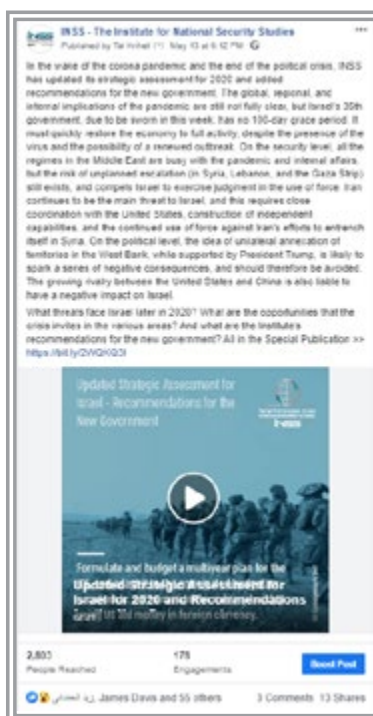 INSS - The Institute for National Security Studies
Published by Tal
May 13 at 6:12 PM
In the wake of the corona pandemic and the end of the political crisis, INSS
has updated its strategic assessment for 2020 and added
recommendations for the new government. The global, regional, and
internal implications of the pandemic are still not fully clear, but Israel's 35th
government, due to be sworn in this week, has no 100-day grace period. It
must quickly restore the economy to full activity, despite the presence of the
virus and the possibility of a renewed outbreak. On the security level, all the
regimes in the Middle East are busy with the pandemic and internal affairs,
but the risk of unplanned escalation (in Syria, Lebanon, and the Gaza Strip)
still exists, and compels Israel to exercise judgment in the use of force. Iran
continues to be the main threat to Israel, and this requires close
coordination with the United States, construction of independent
capabilities, and the continued use of force against Iran's efforts to entrench
itself in Syria. On the political level, the idea of unilateral annexation of
territories in the West Bank, while supported by President Trump, is likely to
spark a series of negative consequences, and should therefore be avoided.
The growing rivalry between the United States and China is also liable to
have a negative impact on Israel.
What threats face Israel later in 2020? What are the opportunities that the
crisis invites in the various areas? And what are the Institute's
recommendations for the new government? All in the Special Publication >>
Updated Strategic Assessment for
Israel - Recommendations for the
New Government
INSS
Formulate and budget a multiyear plan for the
Updated Strategic Assessment for
Israel for 2020 and Recommendations
aid money in foreign currency.
2,803
People Reached
178
Engagements
Boost Post
James Davis and 55 others
3 Comments 13 Shares